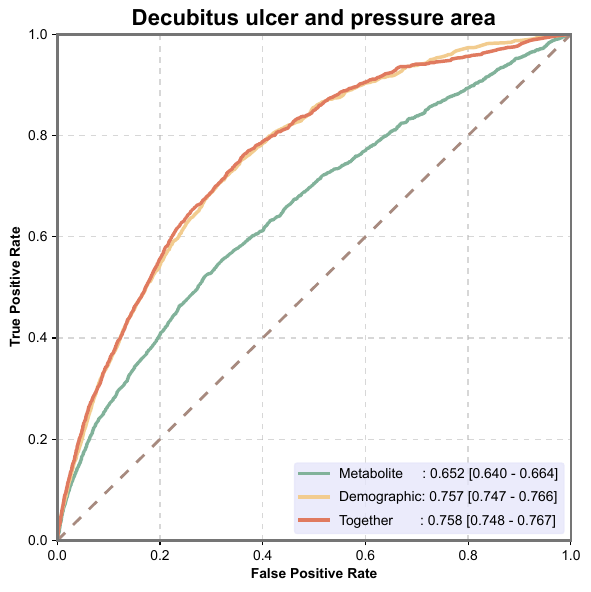 Decubitus ulcer and pressure area
1.0
0.8
0.6
0.4
0.2
0.0
True Positive Rate
Metabolite : 0.652 [0.640 - 0.664]
Demographic: 0.757 [0.747 - 0.766]
Together : 0.758 [0.748 - 0.767]
0.0 0.2 0.4 0.6 0.8 1.0
False Positive Rate